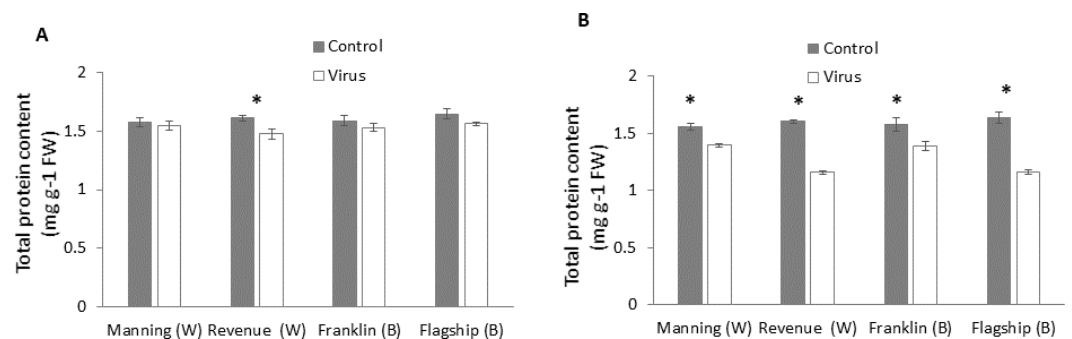 A
Control
Virus
*
2
1.5
1
0.5
0
Total protein content
(mg g-1 FW)
Manning (W) Revenue (W) Franklin (B) Flagship (B)
B
Control
Virus
* * * *
2
1.5
1
0.5
0
Total protein content
(mg g-1 FW)
Manning (W) Revenue (W) Franklin (B) Flagship (B)